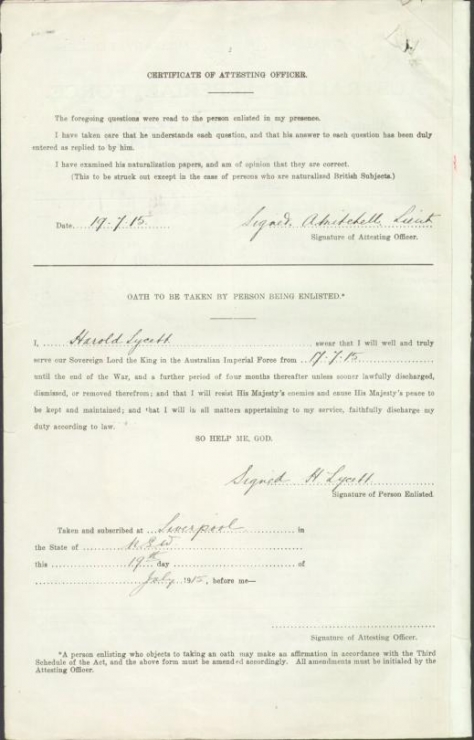 2
CERTIFICATE OF ATTESTING OFFICER.
The foregoing questions were read to the person enlisted in my presence.
I have taken care that he understands each question, and that his answer to each question has been duly
entered as replied to by him.
I have examined his naturalisation papers, and am of opinion that they are correct.
(This to be struck out except in the case of persons who are naturalised British Subjects.)
Date 19.7.15 Signed. A Mitchell Lieut
Signature of Attesting Officer.
OATH TO BE TAKEN BY PERSON BEING ENLISTED.*
I, Harold Lycett swear that I will well and truly
serve our Sovereign Lord the King in the Australian Imperial Force from 17.7.15
until the end of the War, and a further period of four months thereafter unless sooner lawfully discharged,
dismissed, or removed therefrom; and that I will resist His Majesty's enemies and cause His Majesty's peace to
be kept and maintained; and that I will in all matters appertaining to my service, faithfully discharge my
duty according to law.
SO HELP ME, GOD.
Signed H Lycett
Signature of Person Enlisted.
Taken and subscribed at Liverpool in
the State of N.S.W
this 19th day of
July 1915, before me—
Signature of Attesting Officer.
*A person enlisting who objects to taking an oath may make an affirmation in accordance with the Third
Schedule of the Act, and the above form must be amended accordingly. All amendments must be initialed by the
Attesting Officer.